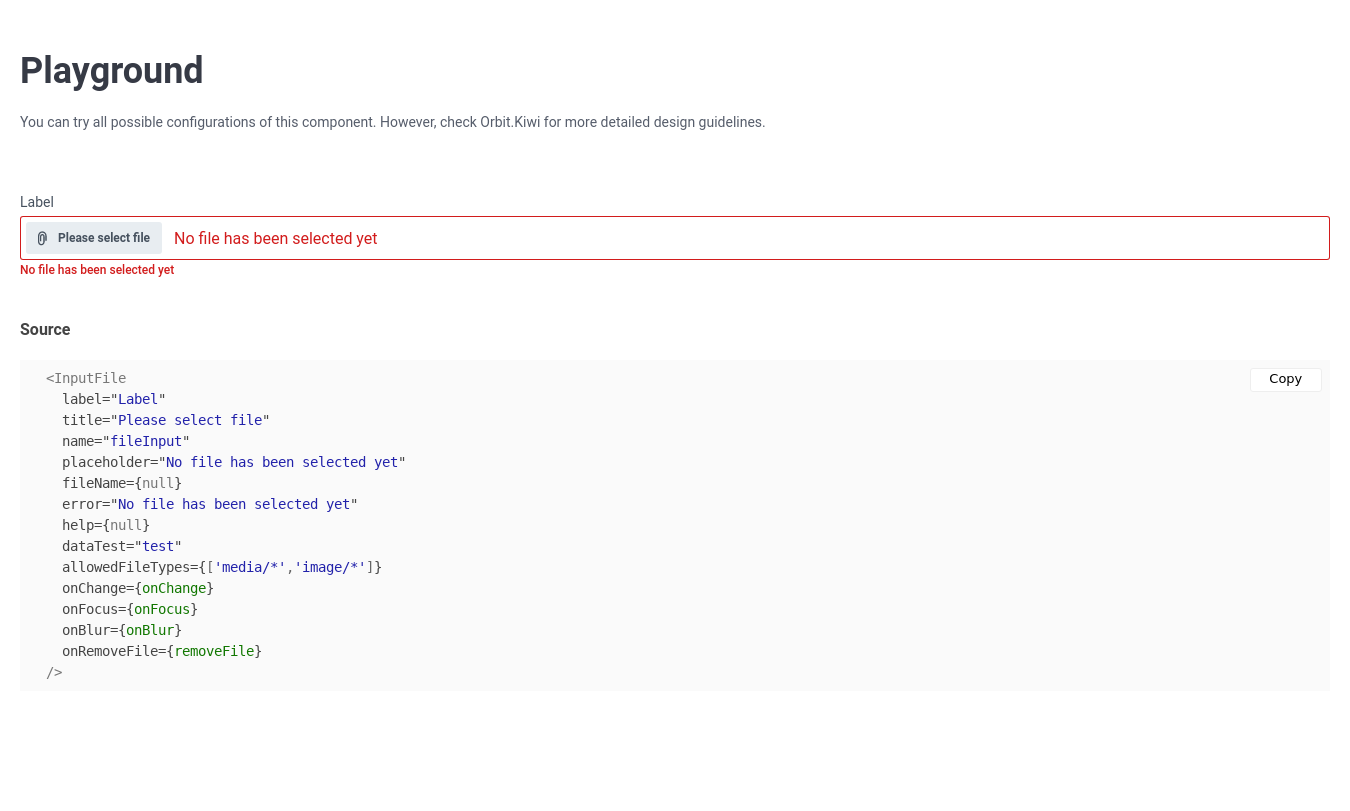 Playground
You can try all possible configurations of this component. However, check Orbit.Kiwi for more detailed design guidelines.
Label
Please select file No file has been selected yet
No file has been selected yet
Source
Copy
<InputFile
label="Label"
title="Please select file"
name="fileInput"
placeholder="No file has been selected yet"
fileName={null}
error="No file has been selected yet"
help={null}
dataTest="test"
allowedFileTypes={['media/*','image/*']}
onChange={onChange}
onFocus={onFocus}
onBlur={onBlur}
onRemoveFile={removeFile}
/>